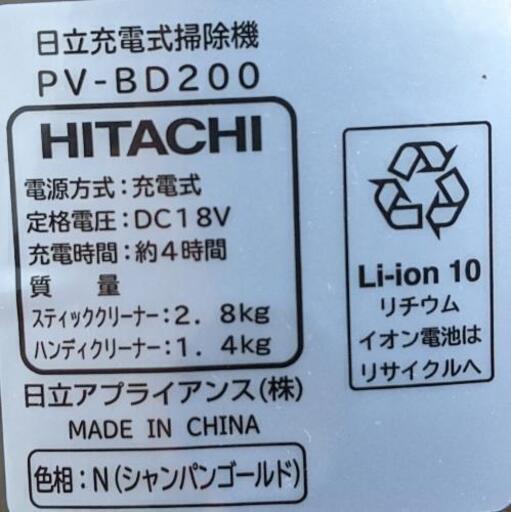 日立充電式掃除機
PV-BD200
HITACHI
電源方式：充電式
定格電圧：DC18V
充電時間：約4時間
質　量
スティッククリーナー：2．8kg
ハンディクリーナー：1．4kg
日立アプライアンス（株）
MADE IN CHINA
色相：N（シャンパンゴールド）
Li-ion 10
リチウム
イオン電池は
リサイクルへ